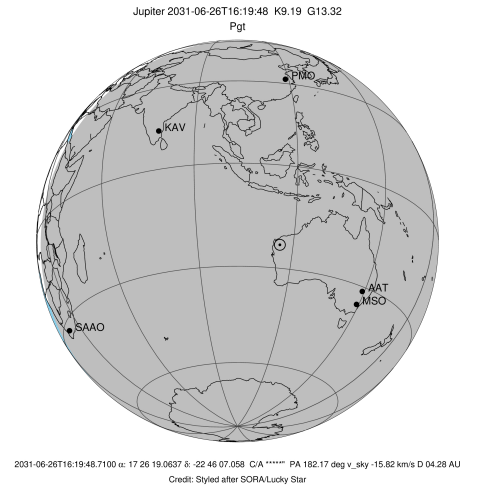 Jupiter 2031-06-26T16:19:48 K9.19 G13.32
Pgt
PMO
KAV
AAT
MSO
SAAO
2031-06-26T16:19:48.7100 α: 17 26 19.0637 δ: -22 46 07.058 C/A *****" PA 182.17 deg v_sky -15.82 km/s D 04.28 AU
Credit: Styled after SORA/Lucky Star